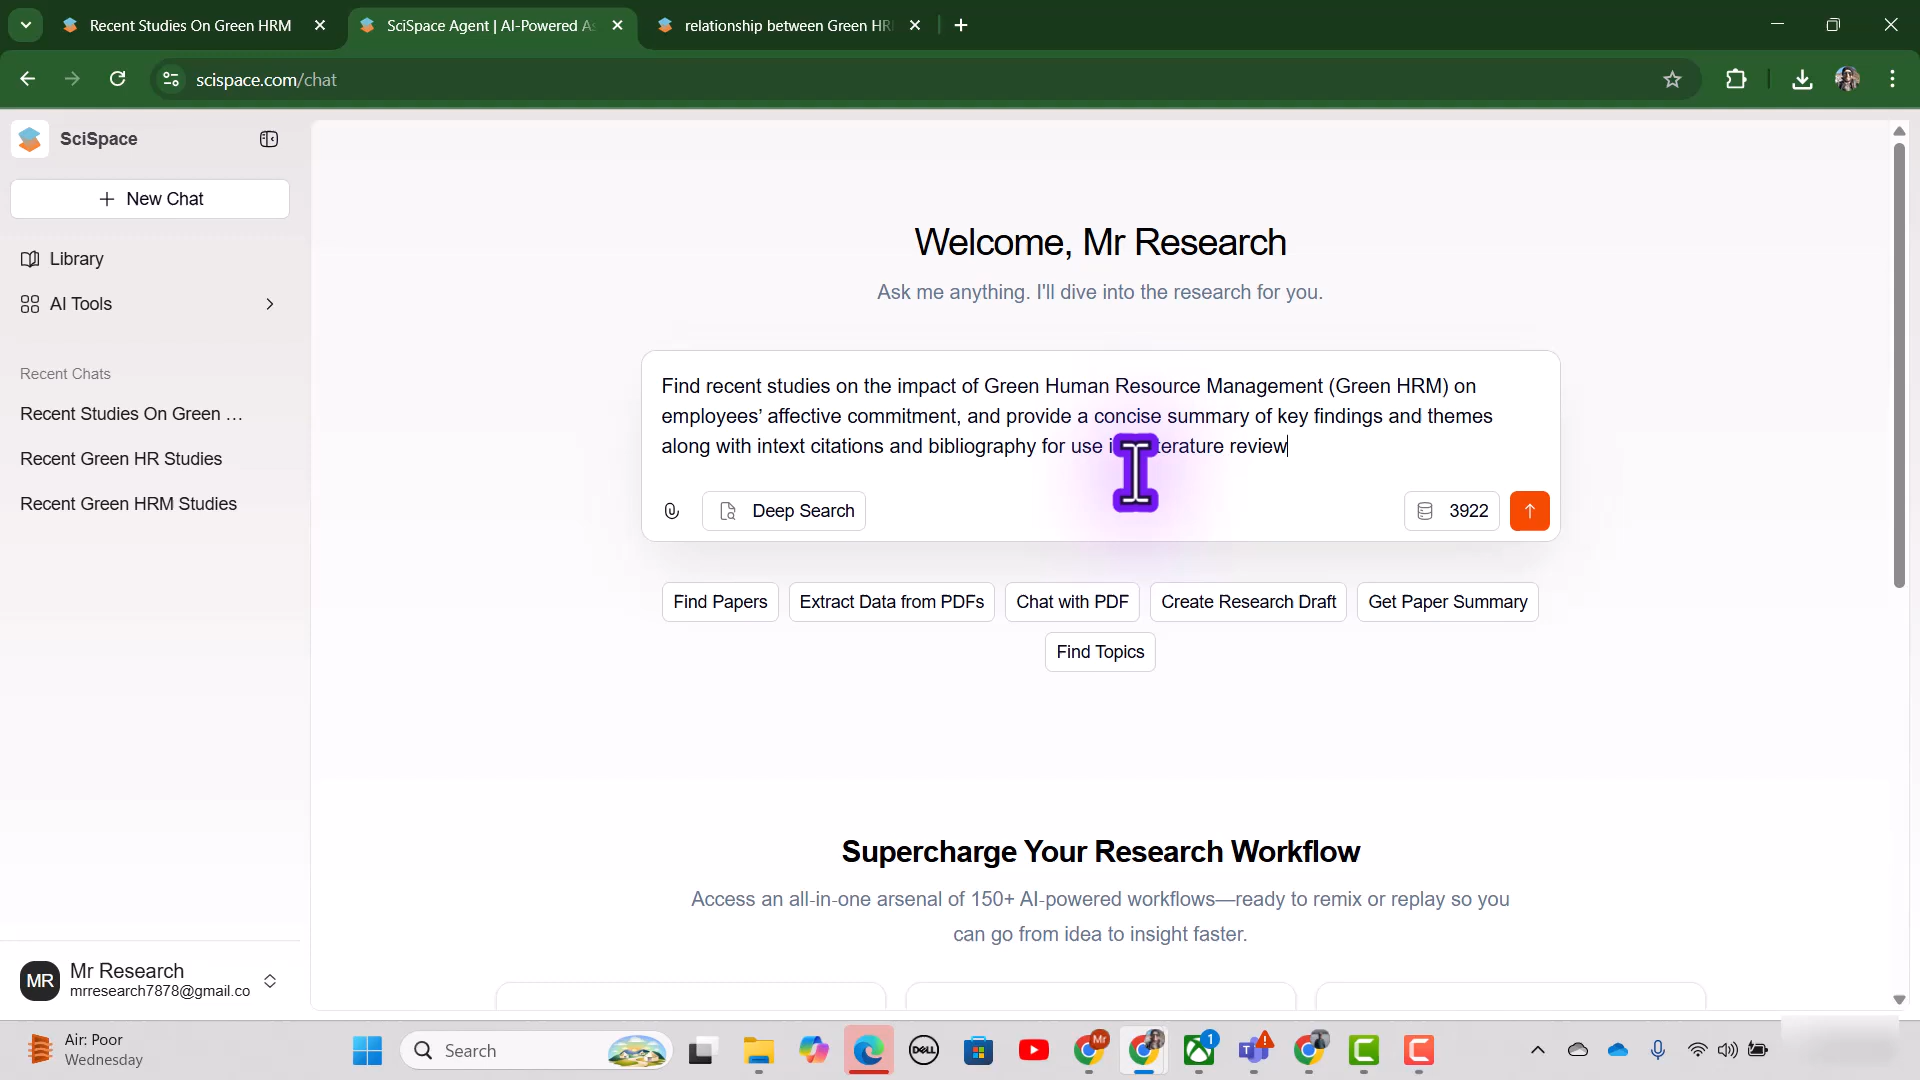 Recent Studies On Green HRM
SciSpace Agent | AI-Powered As
relationship between Green HR
scispace.com/chat
SciSpace
New Chat
Library
AI Tools
Recent Chats
Recent Studies On Green …
Recent Green HR Studies
Recent Green HRM Studies
Welcome, Mr Research
Ask me anything. I'll dive into the research for you.
Find recent studies on the impact of Green Human Resource Management (Green HRM) on
employees’ affective commitment, and provide a concise summary of key findings and themes
along with intext citations and bibliography for use review
Deep Search
3922
Find Papers
Extract Data from PDFs
Chat with PDF
Create Research Draft
Get Paper Summary
Find Topics
Supercharge Your Research Workflow
Access an all-in-one arsenal of 150+ AI-powered workflows—ready to remix or replay so you
can go from idea to insight faster.
MR
Mr Research
mrresearch7878@gmail.co
Air: Poor
Wednesday
Search
DELL
Mr
1